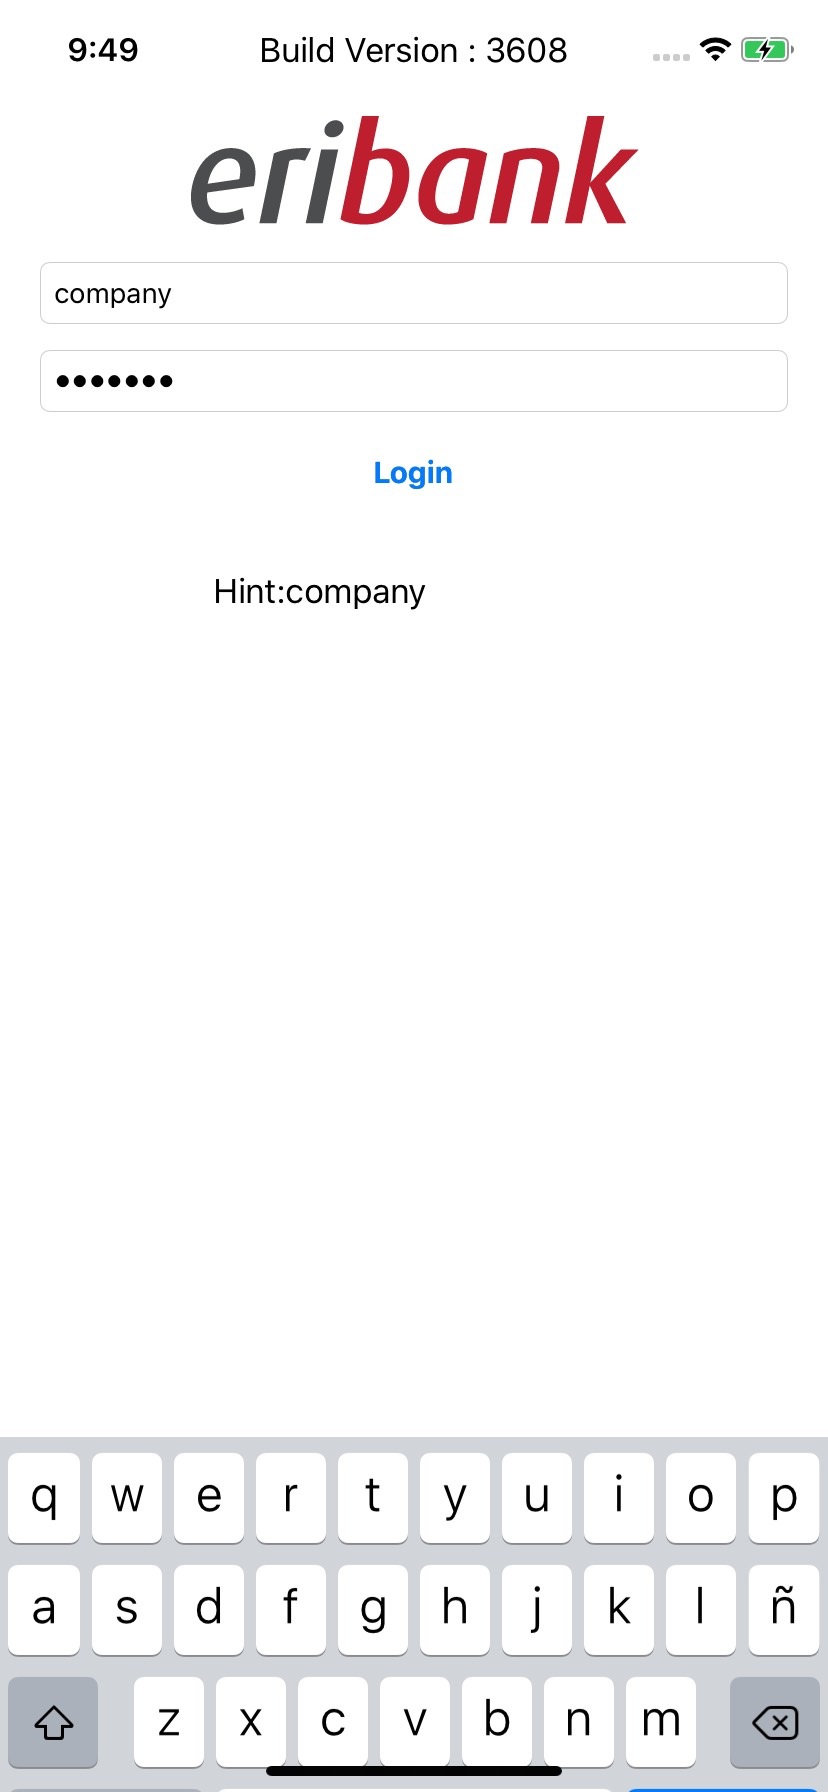 9:49
Build Version : 3608
eribank
company
•••••••
Login
Hint:company
q w e r t y u i o p
a s d f g h j k l ñ
z x c v b n m